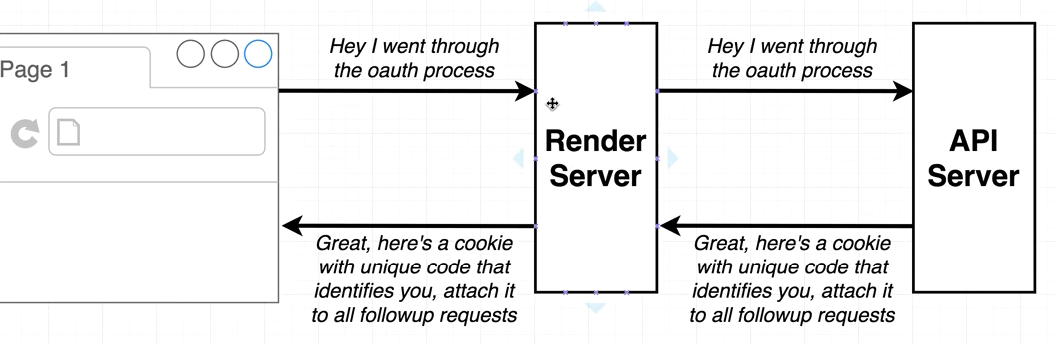 Page 1
Hey I went through
the oauth process
Great, here's a cookie
with unique code that
identifies you, attach it
to all followup requests
Render
Server
Hey I went through
the oauth process
Great, here's a cookie
with unique code that
identifies you, attach it
to all followup requests
API
Server